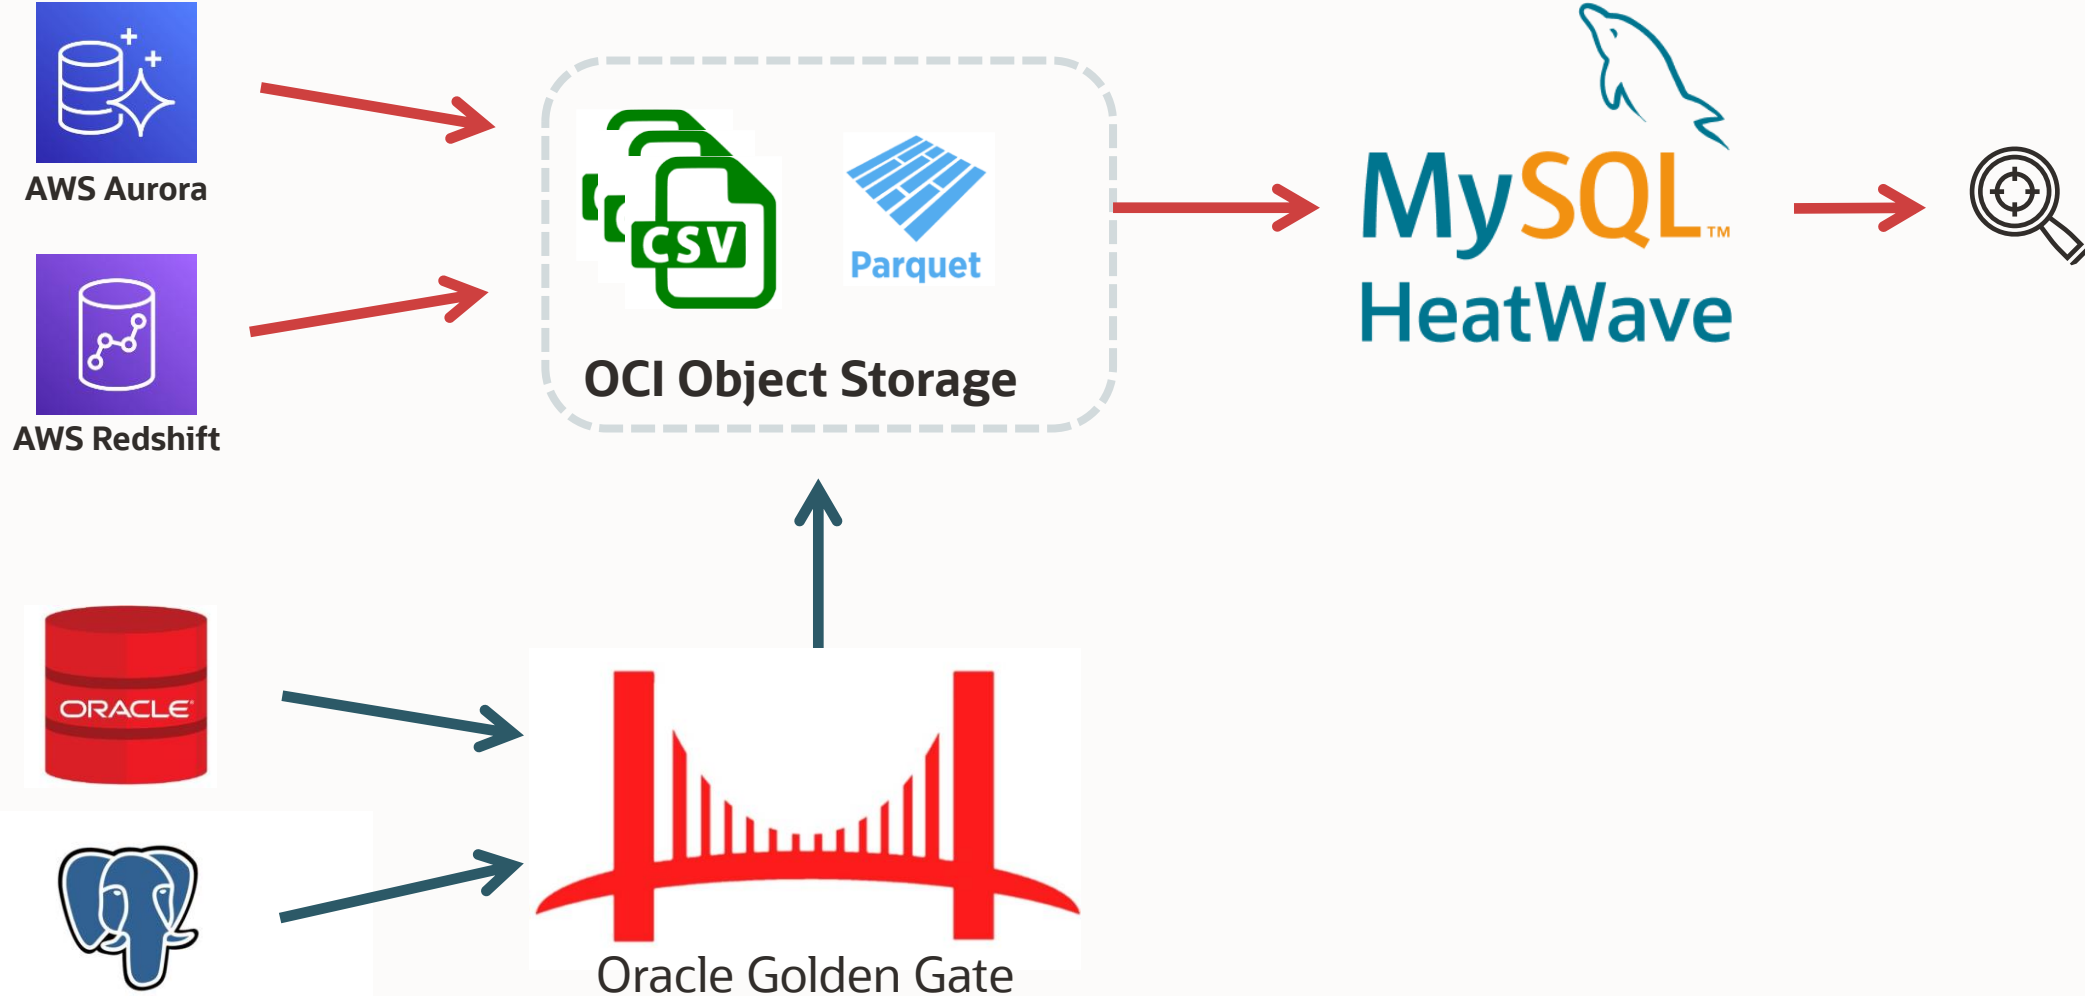 AWS Aurora
AWS Redshift
C
C
CSV
Parquet
OCI Object Storage
MySQL™
HeatWave
ORACLE
Oracle Golden Gate